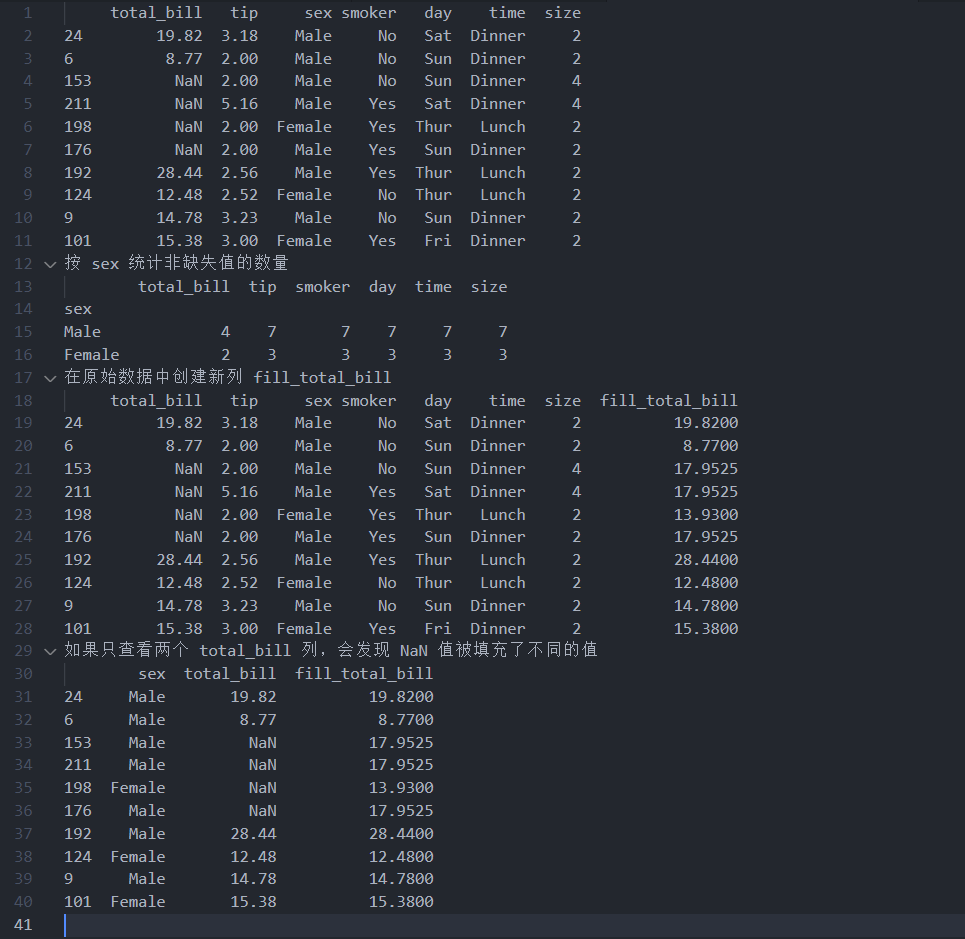 1 total_bill tip sex smoker day time size
2 24 19.82 3.18 Male No Sat Dinner 2
3 6 8.77 2.00 Male No Sun Dinner 2
4 153 NaN 2.00 Male No Sun Dinner 4
5 211 NaN 5.16 Male Yes Sat Dinner 4
6 198 NaN 2.00 Female Yes Thur Lunch 2
7 176 NaN 2.00 Male Yes Sun Dinner 2
8 192 28.44 2.56 Male Yes Thur Lunch 2
9 124 12.48 2.52 Female No Thur Lunch 2
10 9 14.78 3.23 Male No Sun Dinner 2
11 101 15.38 3.00 Female Yes Fri Dinner 2
12 按 sex 统计非缺失值的数量
13 total_bill tip smoker day time size
14 sex
15 Male 4 7 7 7 7 7
16 Female 2 3 3 3 3 3
17 在原始数据中创建新列 fill_total_bill
18 total_bill tip sex smoker day time size fill_total_bill
19 24 19.82 3.18 Male No Sat Dinner 2 19.8200
20 6 8.77 2.00 Male No Sun Dinner 2 8.7700
21 153 NaN 2.00 Male No Sun Dinner 4 17.9525
22 211 NaN 5.16 Male Yes Sat Dinner 4 17.9525
23 198 NaN 2.00 Female Yes Thur Lunch 2 13.9300
24 176 NaN 2.00 Male Yes Sun Dinner 2 17.9525
25 192 28.44 2.56 Male Yes Thur Lunch 2 28.4400
26 124 12.48 2.52 Female No Thur Lunch 2 12.4800
27 9 14.78 3.23 Male No Sun Dinner 2 14.7800
28 101 15.38 3.00 Female Yes Fri Dinner 2 15.3800
29 如果只查看两个 total_bill 列，会发现 NaN 值被填充了不同的值
30 sex total_bill fill_total_bill
31 24 Male 19.82 19.8200
32 6 Male 8.77 8.7700
33 153 Male NaN 17.9525
34 211 Male NaN 17.9525
35 198 Female NaN 13.9300
36 176 Male NaN 17.9525
37 192 Male 28.44 28.4400
38 124 Female 12.48 12.4800
39 9 Male 14.78 14.7800
40 101 Female 15.38 15.3800
41